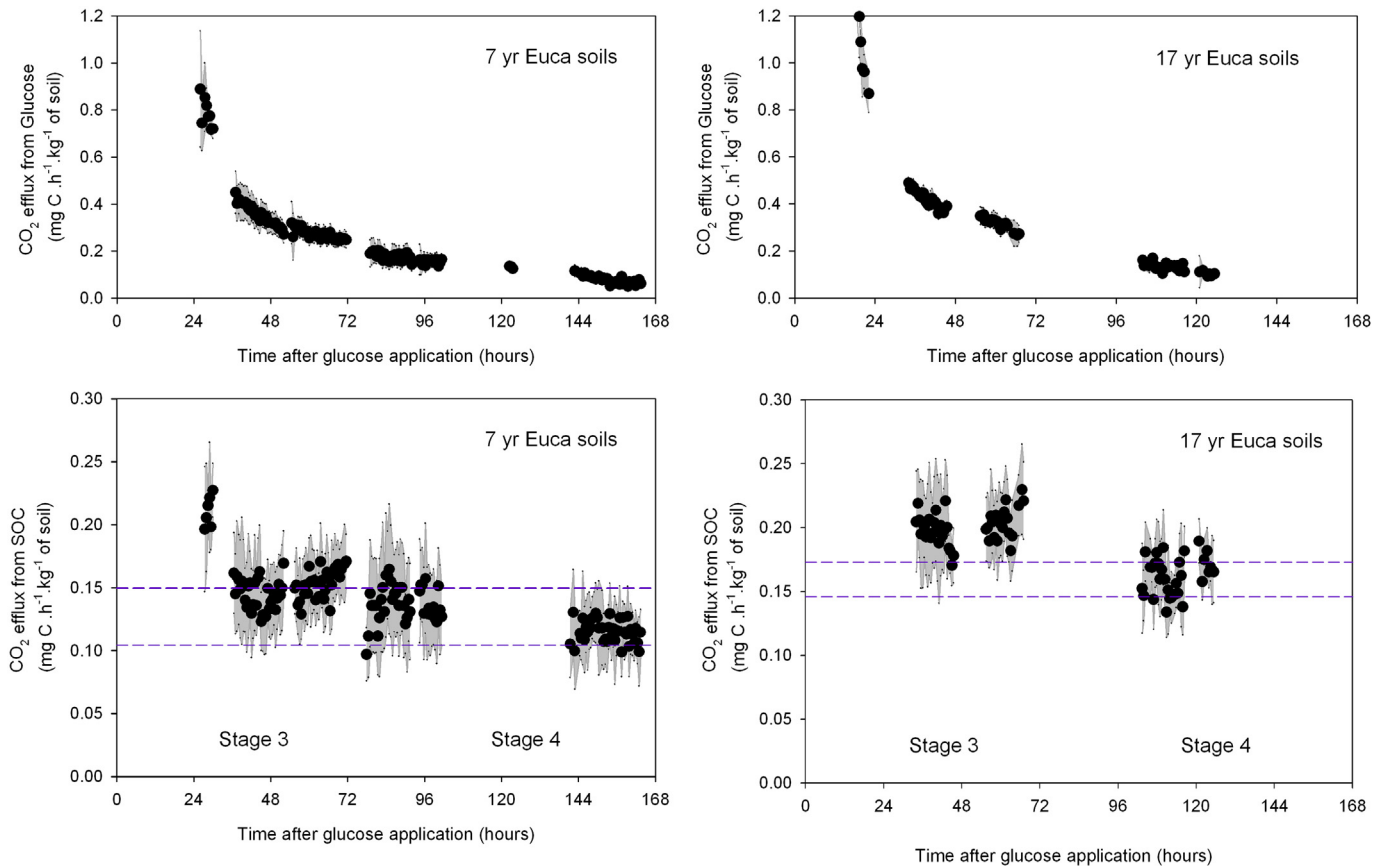 1.2
1.0
0.8
0.6
0.4
0.2
0.0
CO2 efflux from Glucose
(mg C .h-1.kg-1 of soil)
7 yr Euca soils
0 24 48 72 96 120 144 168
Time after glucose application (hours)
1.2
1.0
0.8
0.6
0.4
0.2
0.0
CO2 efflux from Glucose
(mg C .h-1.kg-1 of soil)
17 yr Euca soils
0 24 48 72 96 120 144 168
Time after glucose application (hours)
0.30
0.25
0.20
0.15
0.10
0.05
0.00
CO2 efflux from SOC
(mg C .h-1.kg-1 of soil)
7 yr Euca soils
Stage 3 Stage 4
0 24 48 72 96 120 144 168
Time after glucose application (hours)
0.30
0.25
0.20
0.15
0.10
0.05
0.00
CO2 efflux from SOC
(mg C .h-1.kg-1 of soil)
17 yr Euca soils
Stage 3 Stage 4
0 24 48 72 96 120 144 168
Time after glucose application (hours)